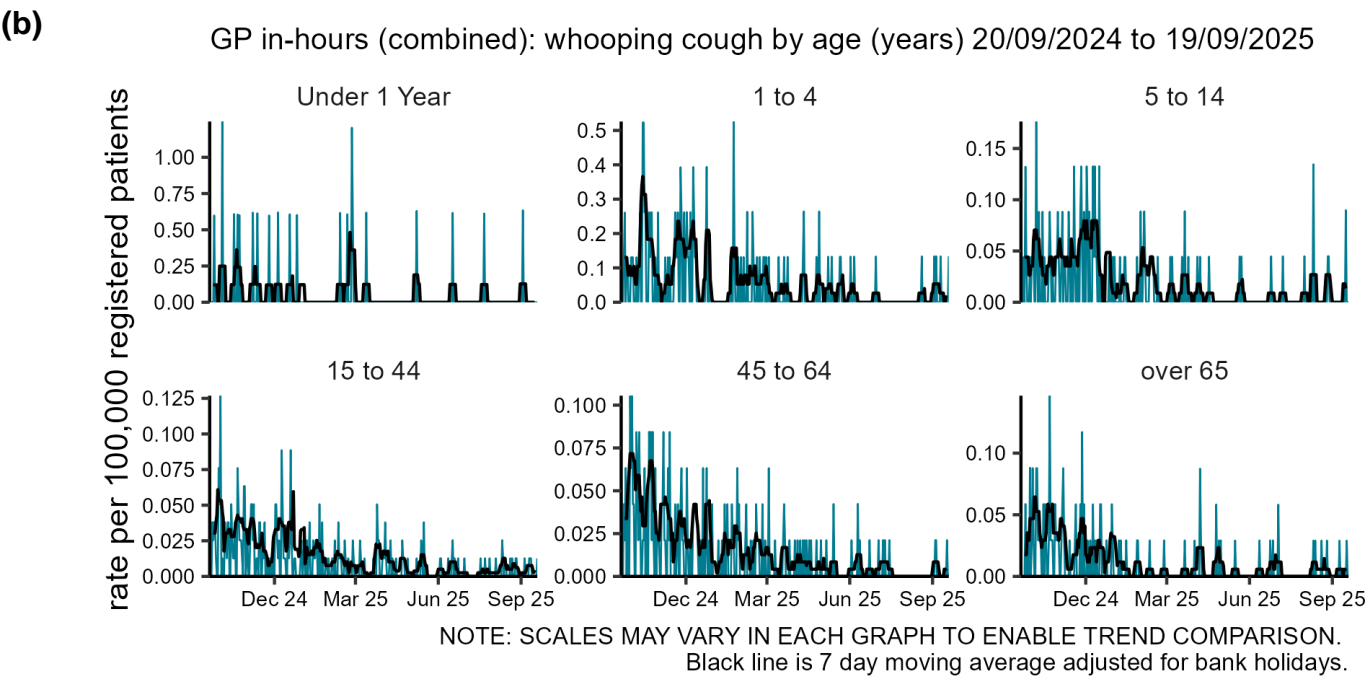 (b)
GP in-hours (combined): whooping cough by age (years) 20/09/2024 to 19/09/2025
rate per 100,000 registered patients
Under 1 Year
1.00
0.75
0.50
0.25
0.00
1 to 4
0.5
0.4
0.3
0.2
0.1
0.0
5 to 14
0.15
0.10
0.05
0.00
15 to 44
0.125
0.100
0.075
0.050
0.025
0.000
Dec 24 Mar 25 Jun 25 Sep 25
45 to 64
0.100
0.075
0.050
0.025
0.000
Dec 24 Mar 25 Jun 25 Sep 25
over 65
0.10
0.05
0.00
Dec 24 Mar 25 Jun 25 Sep 25
NOTE: SCALES MAY VARY IN EACH GRAPH TO ENABLE TREND COMPARISON.
Black line is 7 day moving average adjusted for bank holidays.